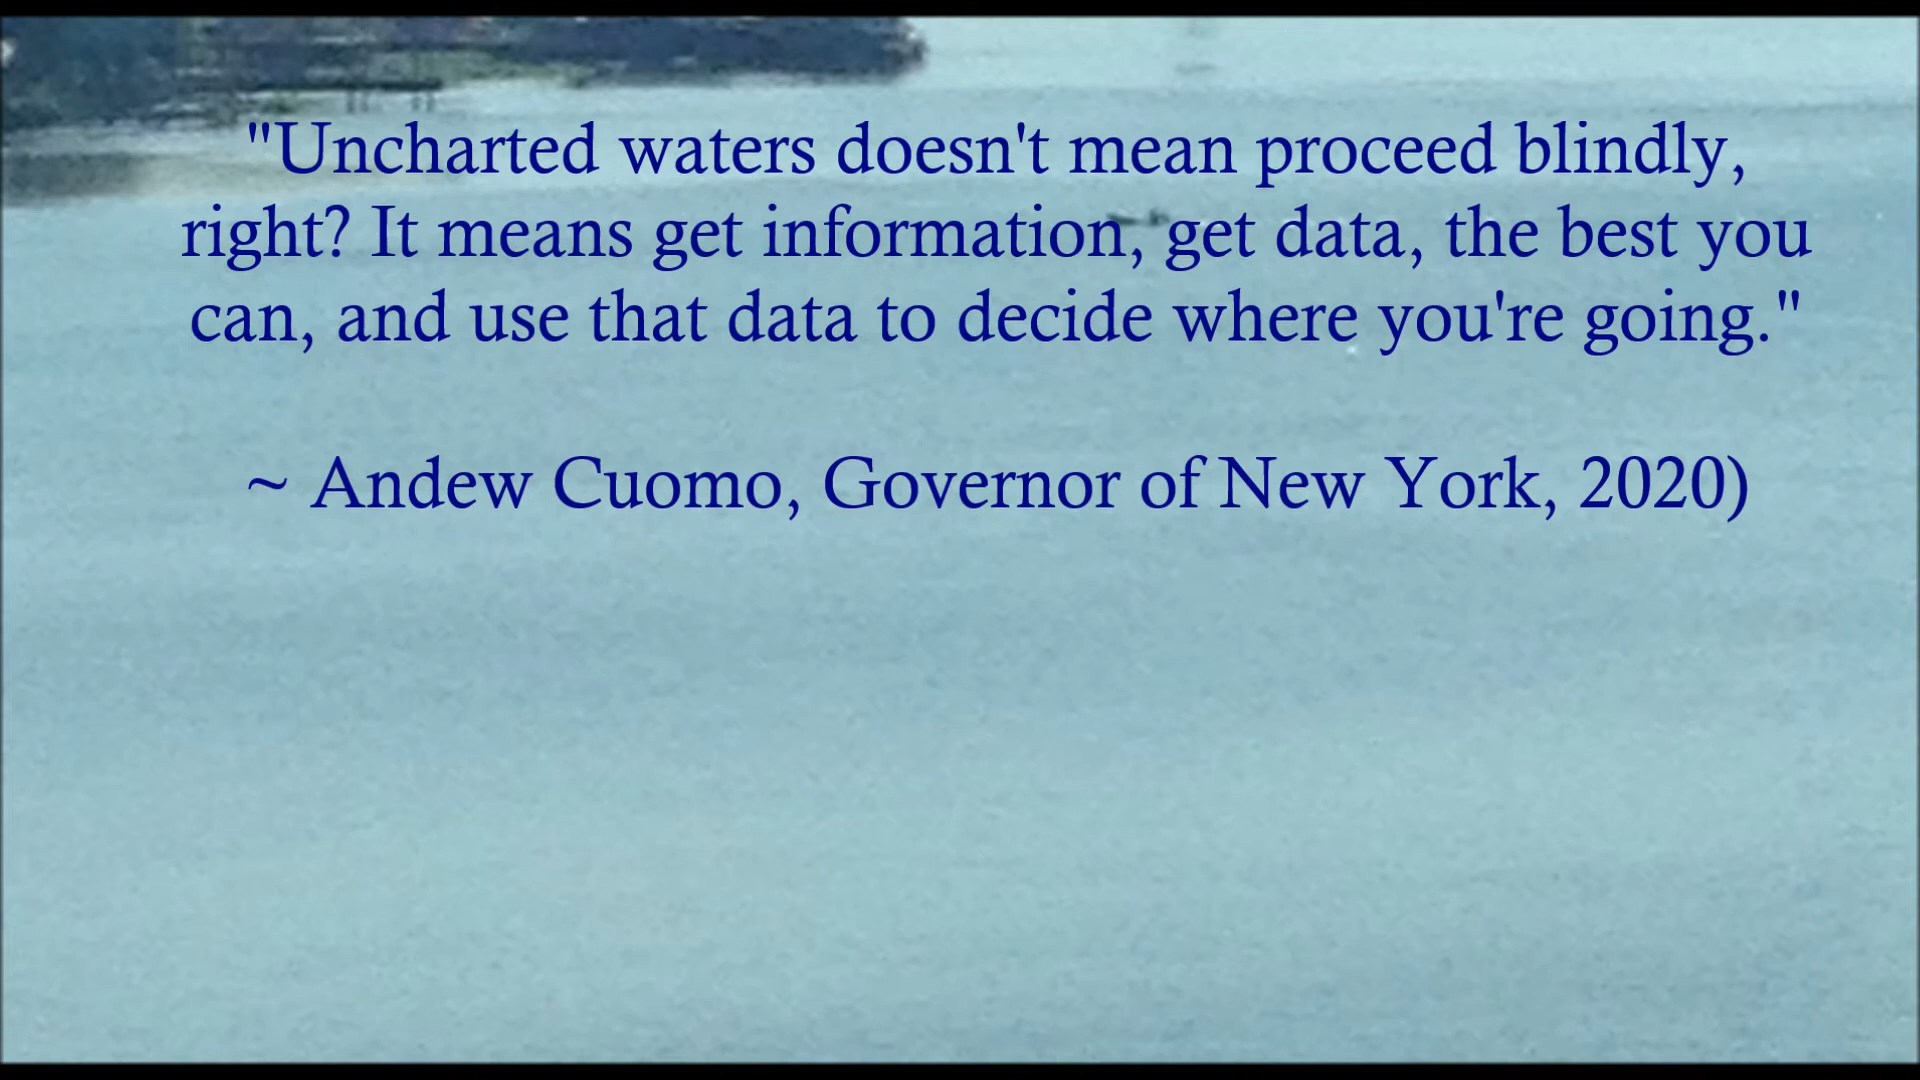 "Uncharted waters doesn't mean proceed blindly,
right? It means get information, get data, the best you
can, and use that data to decide where you're going."
~ Andew Cuomo, Governor of New York, 2020)